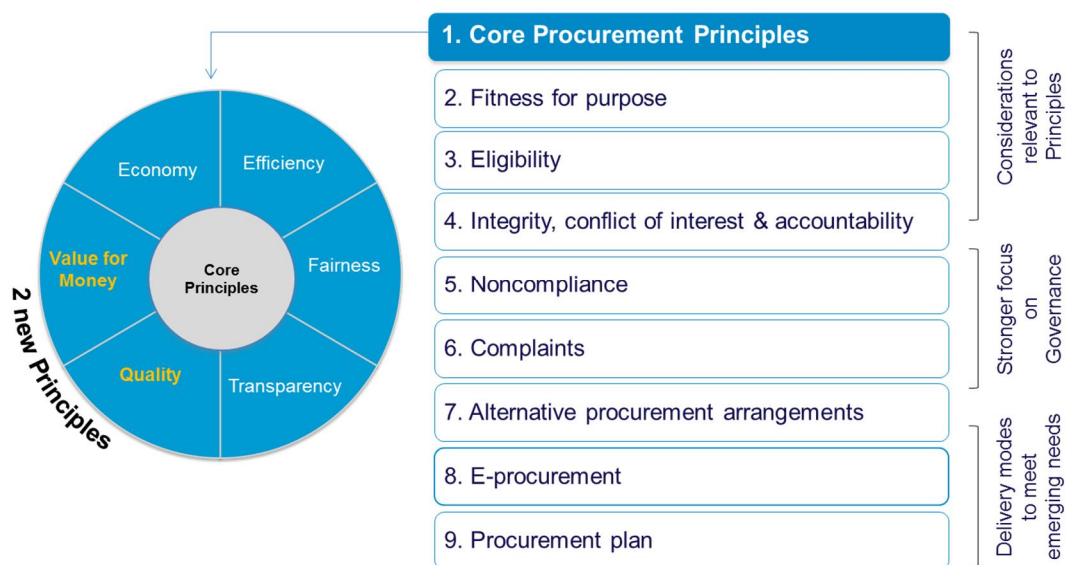 1. Core Procurement Principles
2. Fitness for purpose
3. Eligibility
4. Integrity, conflict of interest & accountability
5. Noncompliance
6. Complaints
7. Alternative procurement arrangements
8. E-procurement
9. Procurement plan
Economy
Efficiency
Value for
Money
Core
Principles
Fairness
Quality
Transparency
2 new Principles
Considerations
relevant to
Principles
Stronger focus
on
Governance
Delivery modes
to meet
emerging needs